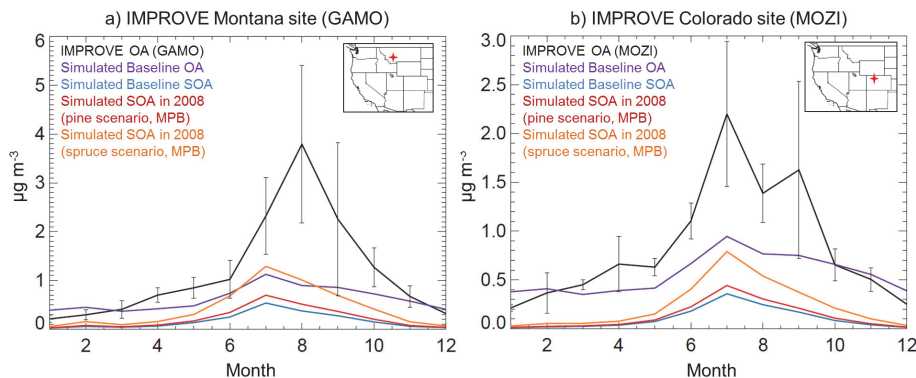 a) IMPROVE Montana site (GAMO)
6
5
4
3
2
1
0
µg m⁻³
IMPROVE OA (GAMO)
Simulated Baseline OA
Simulated Baseline SOA
Simulated SOA in 2008
(pine scenario, MPB)
Simulated SOA in 2008
(spruce scenario, MPB)
2 4 6 8 10 12
Month
b) IMPROVE Colorado site (MOZI)
3.0
2.5
2.0
1.5
1.0
0.5
0.0
µg m⁻³
IMPROVE OA (MOZI)
Simulated Baseline OA
Simulated Baseline SOA
Simulated SOA in 2008
(pine scenario, MPB)
Simulated SOA in 2008
(spruce scenario, MPB)
2 4 6 8 10 12
Month